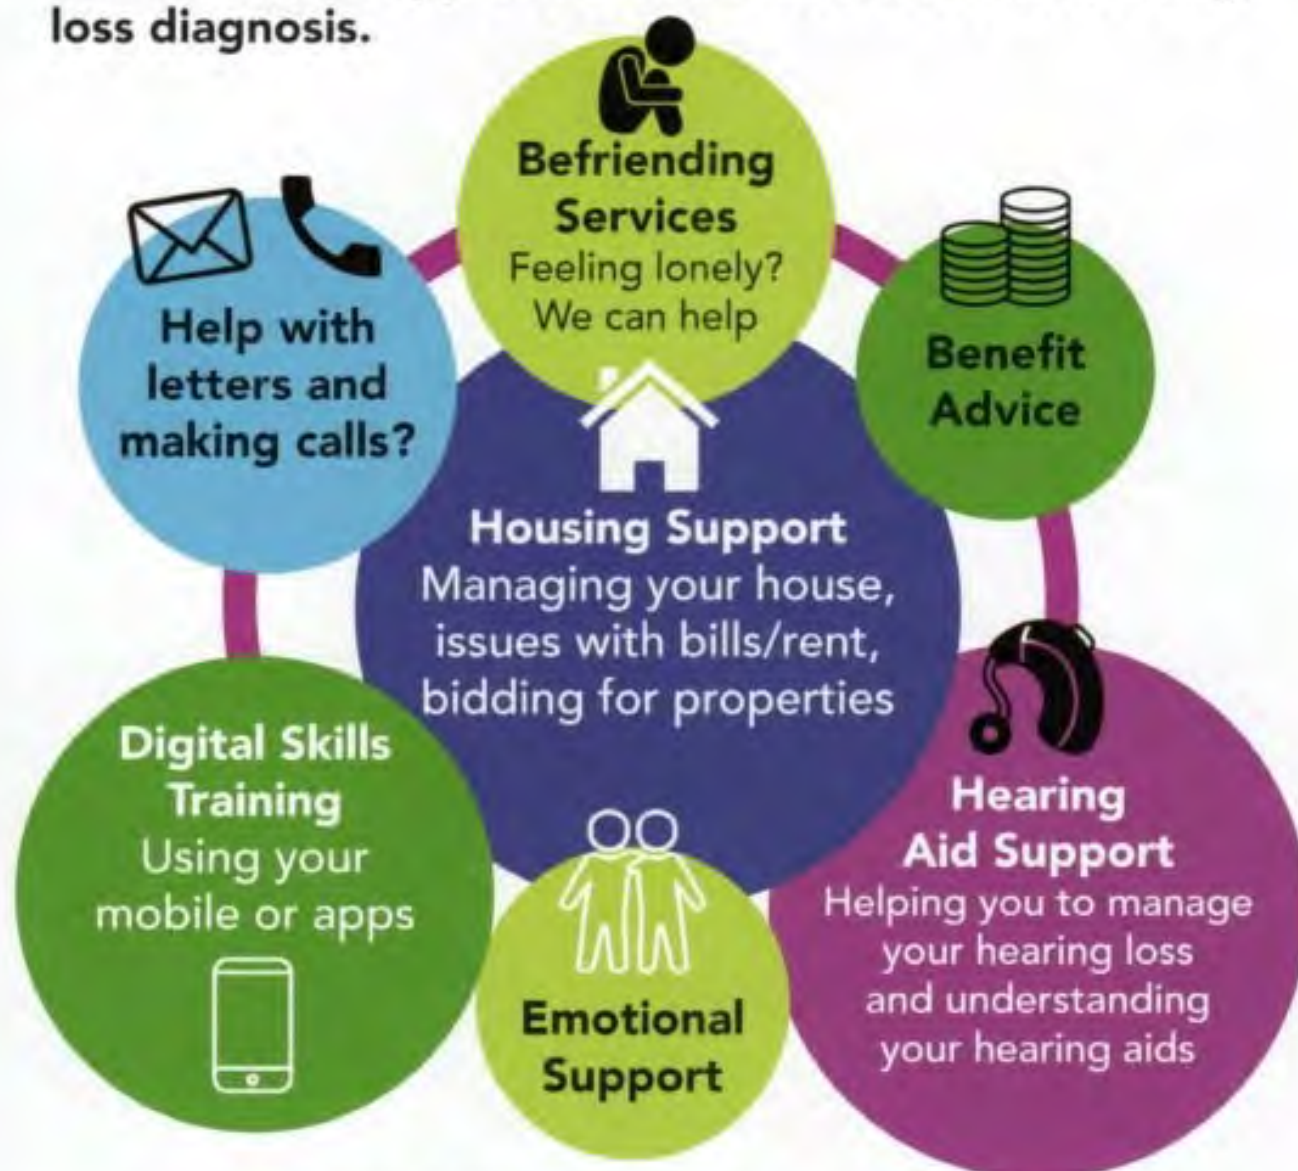 loss diagnosis.
Befriending
Services
Feeling lonely?
We can help
Help with
letters and
making calls?
Benefit
Advice
Housing Support
Managing your house,
issues with bills/rent,
bidding for properties
Digital Skills
Training
Using your
mobile or apps
Hearing
Aid Support
Helping you to manage
your hearing loss
and understanding
your hearing aids
Emotional
Support